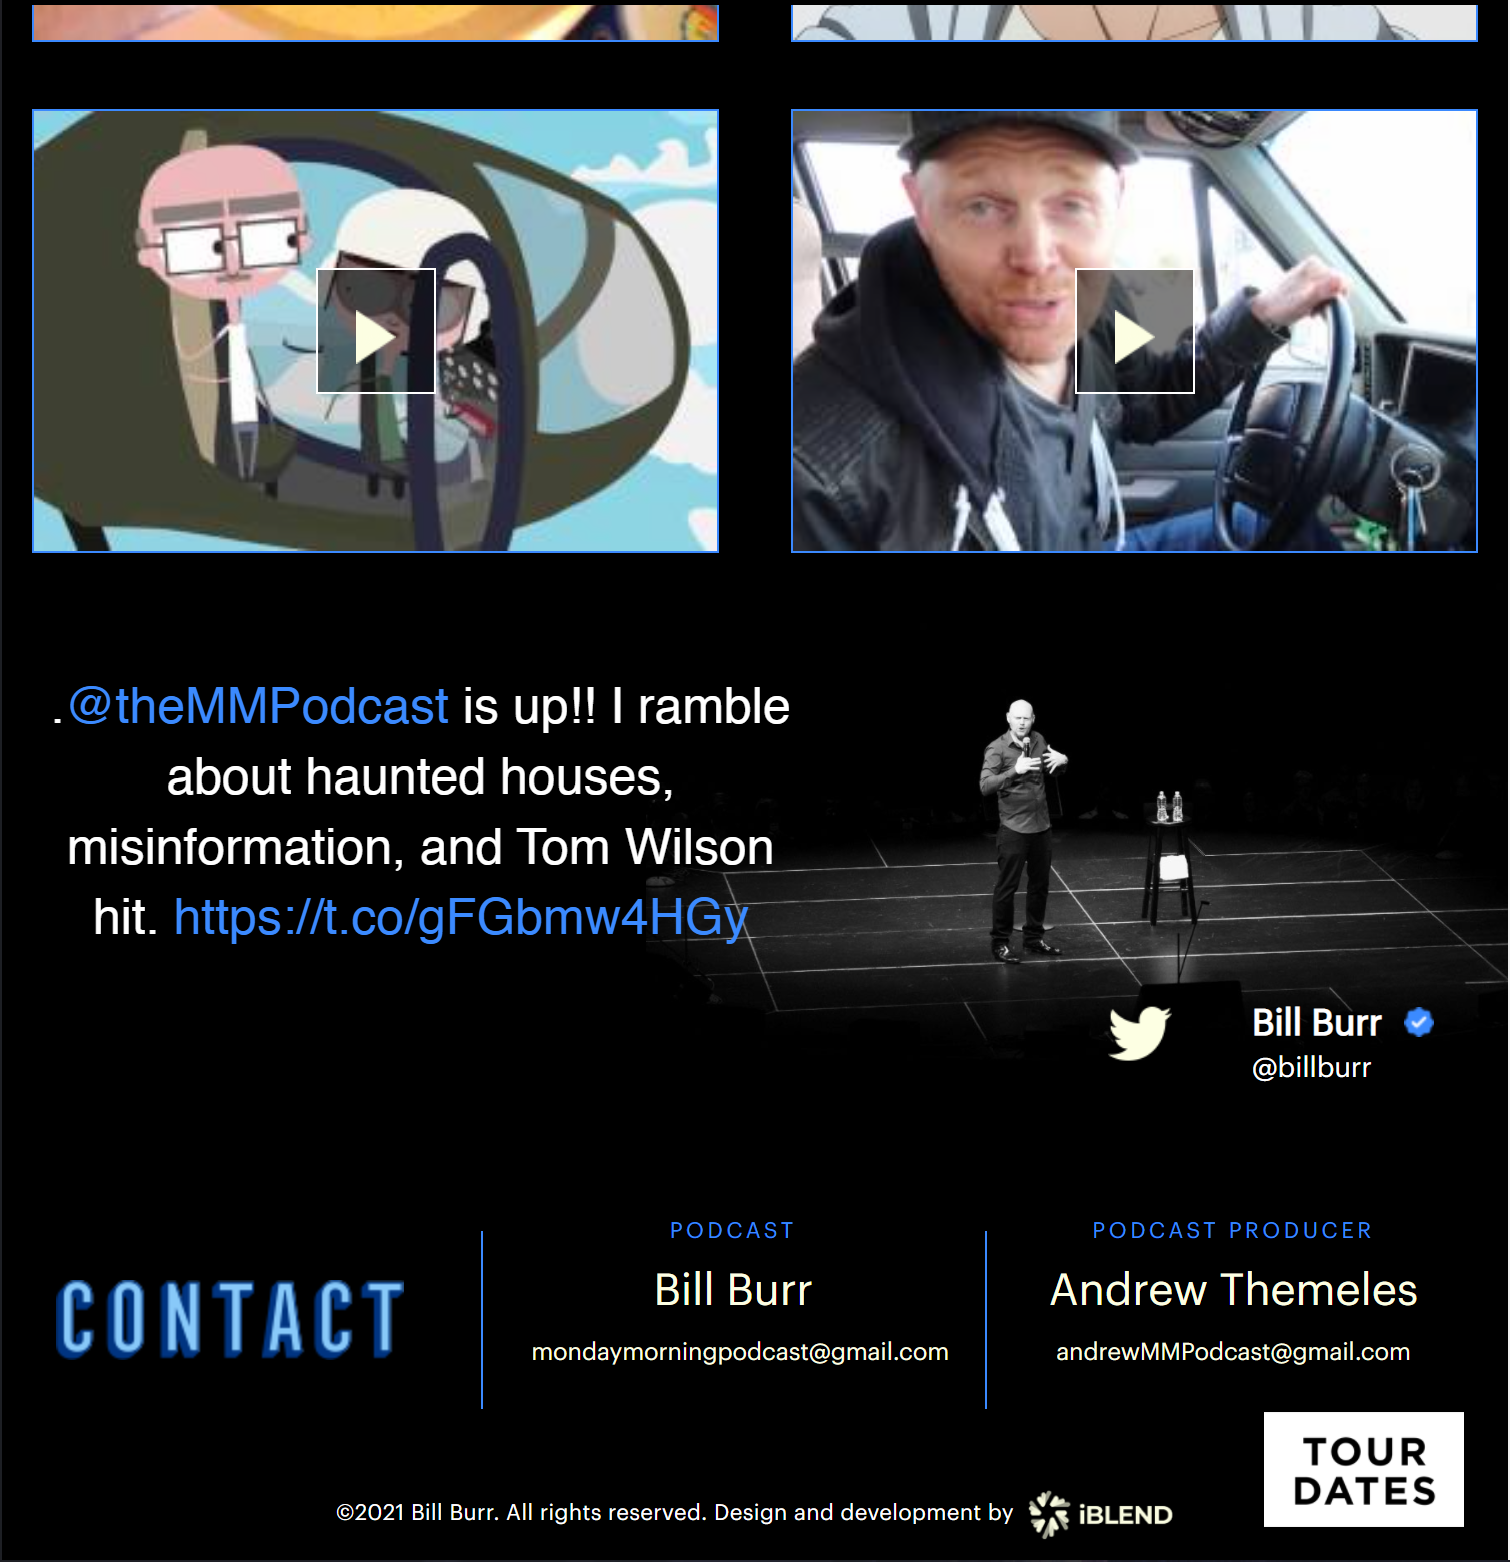 .@theMMPodcast is up!! I ramble
about haunted houses,
misinformation, and Tom Wilson
hit. https://t.co/gFGbmw4HGy
Bill Burr
@billburr
CONTACT
PODCAST
Bill Burr
mondaymorningpodcast@gmail.com
PODCAST PRODUCER
Andrew Themeles
andrewMMPodcast@gmail.com
TOUR
DATES
©2021 Bill Burr. All rights reserved. Design and development by iBLEND